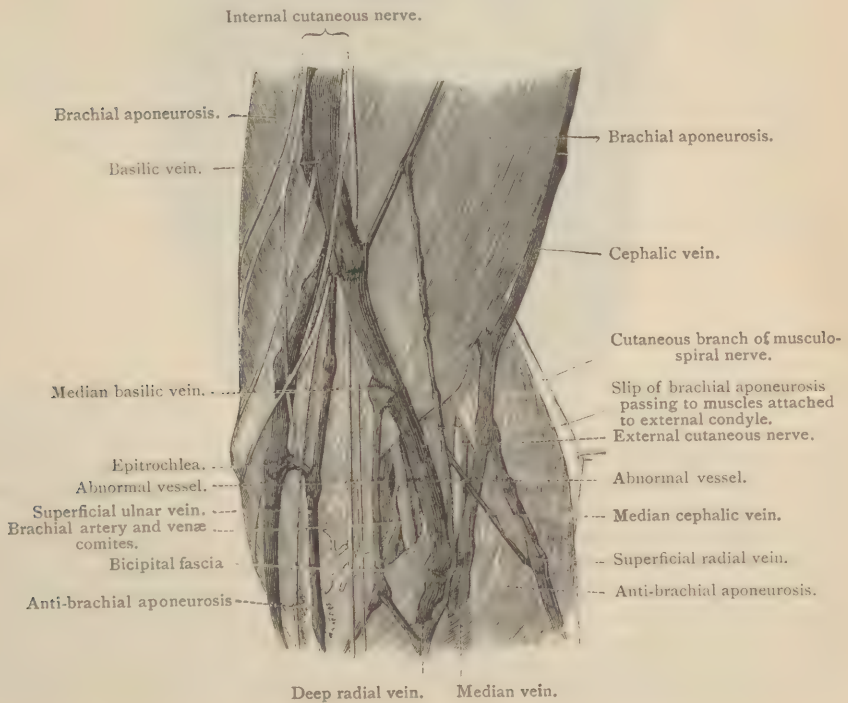 Internal cutaneous nerve.
Brachial aponeurosis.
Basilic vein.
Median basilic vein.
Epitrochlea.
Abnormal vessel.
Superficial ulnar vein.
Brachial artery and venæ
comites.
Bicipital fascia
Anti-brachial aponeurosis
Brachial aponeurosis.
Cephalic vein.
Cutaneous branch of musculo-
spiral nerve.
Slip of brachial aponeurosis
passing to muscles attached
to external condyle.
External cutaneous nerve.
Abnormal vessel.
Median cephalic vein.
Superficial radial vein.
Anti-brachial aponeurosis.
Deep radial vein.
Median vein.